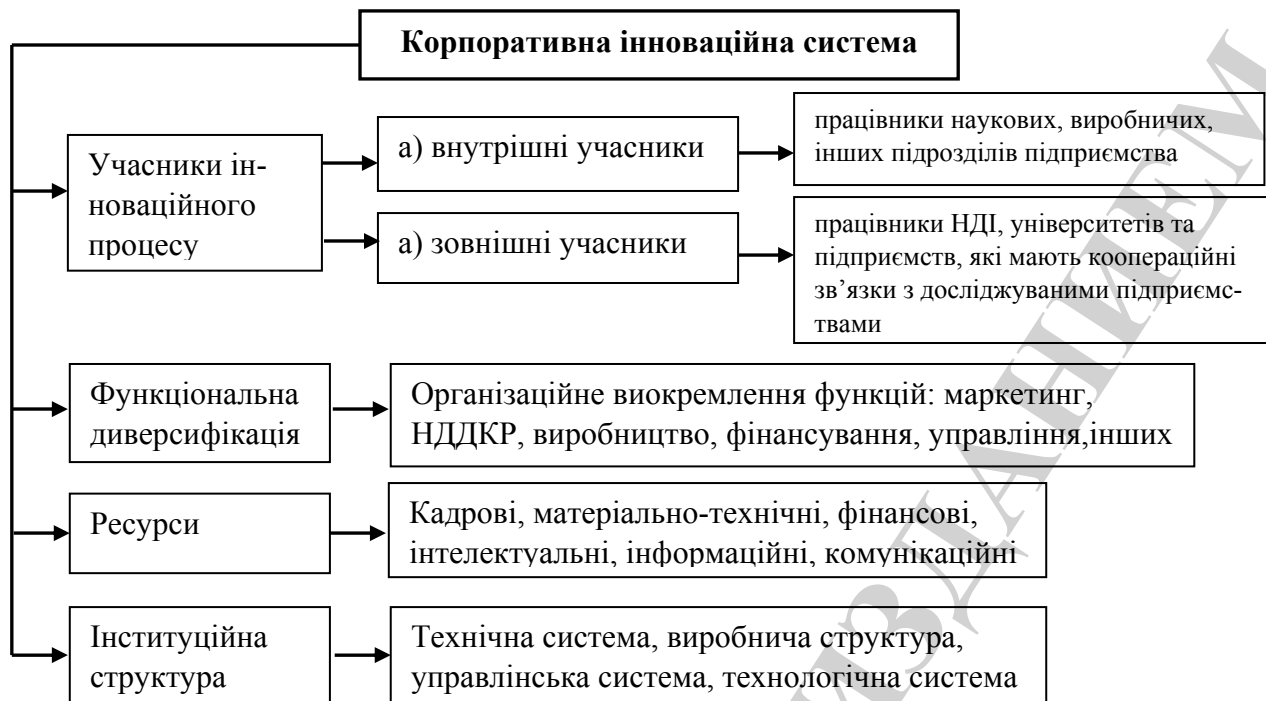 Корпоративна інноваційна система
Учасники ін-
новаційного
процесу
а) внутрішні учасники
працівники наукових, виробничих,
інших підрозділів підприємства
а) зовнішні учасники
працівники НДІ, університетів та
підприємств, які мають коопераційні
зв’язки з досліджуваними підприємс-
твами
Функціональна
диверсифікація
Організаційне виокремлення функцій: маркетинг,
НДДКР, виробництво, фінансування, управління,інших
Ресурси
Кадрові, матеріально-технічні, фінансові,
інтелектуальні, інформаційні, комунікаційні
Інституційна
структура
Технічна система, виробнича структура,
управлінська система, технологічна система
ИЗДАНИЕМ